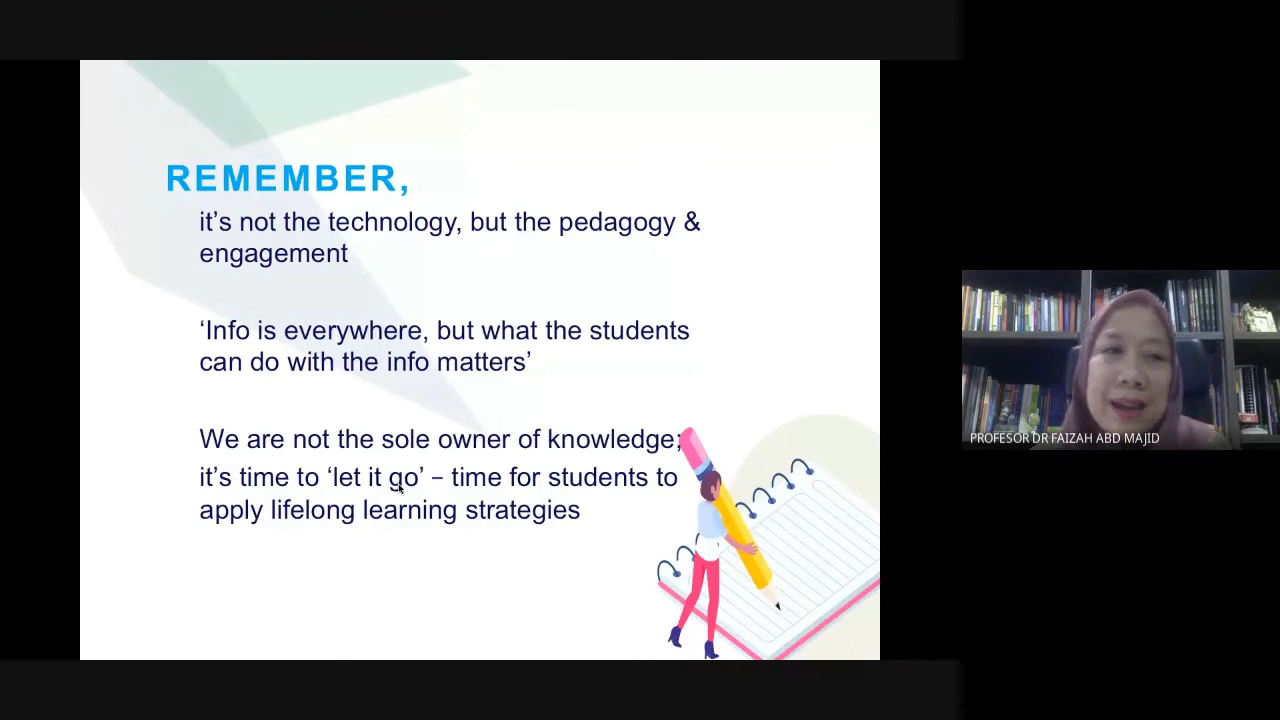 REMEMBER,
it’s not the technology, but the pedagogy &
engagement
‘Info is everywhere, but what the students
can do with the info matters’
We are not the sole owner of knowledge;
it’s time to ‘let it go’ – time for students to
apply lifelong learning strategies
PROFESOR DR FAIZAH ABD MAJID